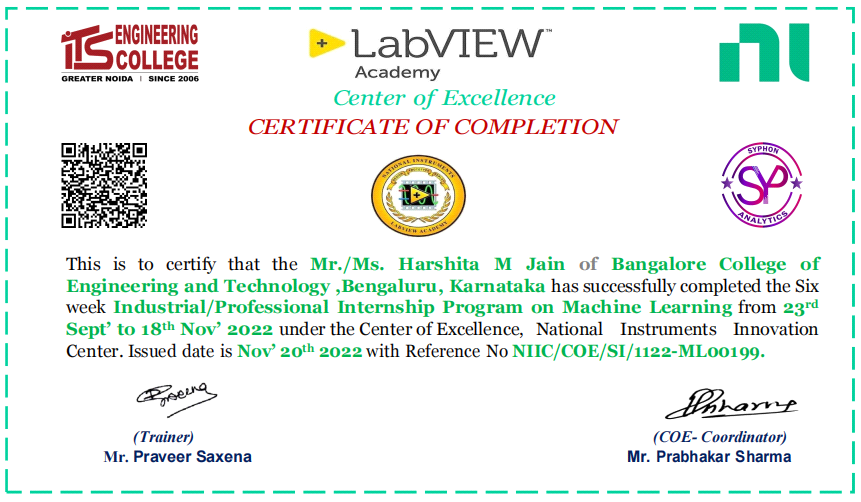 iTS ENGINEERING
COLLEGE
GREATER NOIDA | SINCE 2006
LabVIEW™
Academy
ni
Center of Excellence
CERTIFICATE OF COMPLETION
NATIONAL INSTRUMENTS
LABVIEW ACADEMY
SYPHON
SYP
ANALYTICS
This is to certify that the Mr./Ms. Harshita M Jain of Bangalore College of
Engineering and Technology ,Bengaluru, Karnataka has successfully completed the Six
week Industrial/Professional Internship Program on Machine Learning from 23rd
Sept’ to 18th Nov’ 2022 under the Center of Excellence, National Instruments Innovation
Center. Issued date is Nov’ 20th 2022 with Reference No NIIC/COE/SI/1122-ML00199.
(Trainer)
Mr. Praveer Saxena
(COE- Coordinator)
Mr. Prabhakar Sharma